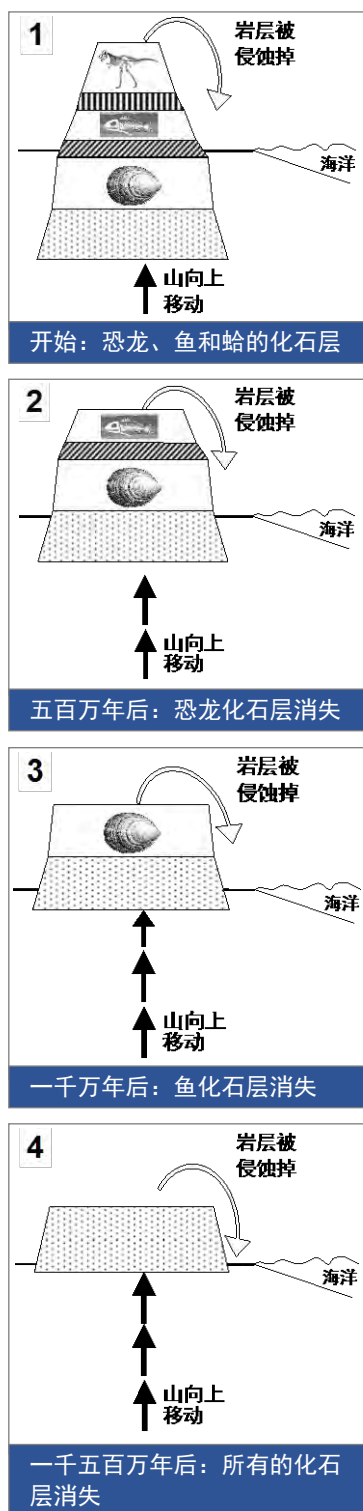 1
岩层被
侵蚀掉
海洋
山向上
移动
开始：恐龙、鱼和蛤的化石层
2
岩层被
侵蚀掉
海洋
山向上
移动
五百万年后：恐龙化石层消失
3
岩层被
侵蚀掉
海洋
山向上
移动
一千万年后：鱼化石层消失
4
岩层被
侵蚀掉
海洋
山向上
移动
一千五百万年后：所有的化石
层消失